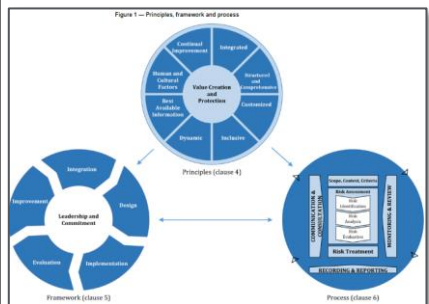 Figure 1 — Principles, framework and process
Continual
Improvement
Integrated
Human and
Cultural
Factors
Structured
and
Comprehensive
Value Creation
and
Protection
Best
Available
Information
Customized
Dynamic
Inclusive
Principles (clause 4)
Integration
Improvement
Design
Leadership and
Commitment
Evaluation
Implementation
Framework (clause 5)
Scope, Context, Criteria
Risk Assessment
Risk
Identification
Risk
Analysis
Risk
Evaluation
Risk Treatment
COMMUNICATION &
CONSULTATION
MONITORING & REVIEW
RECORDING & REPORTING
Process (clause 6)